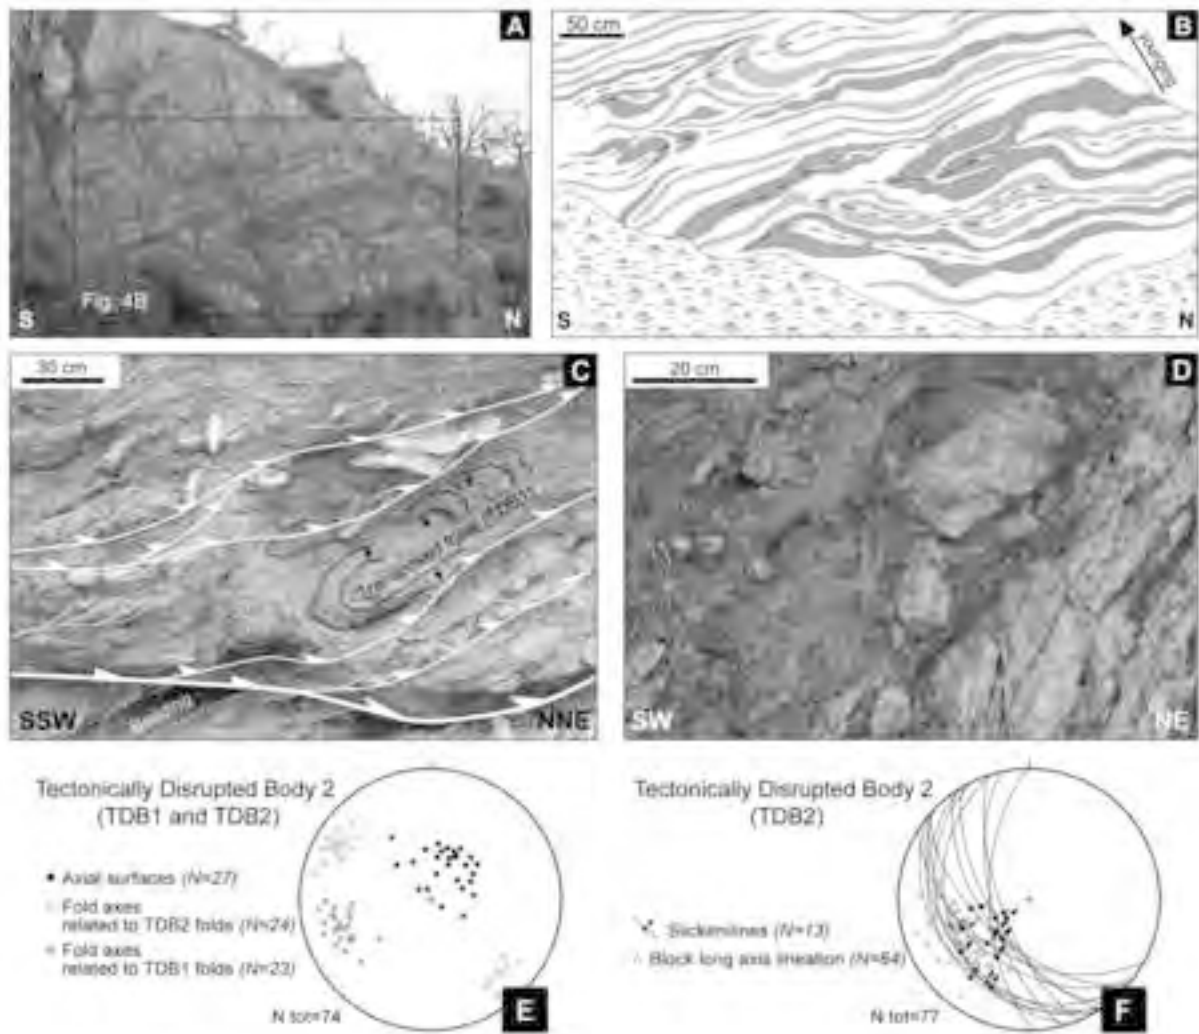 A
Fig. 4B
S
N
50 cm
B
younging
S
N
30 cm
C
SSW
NNE
20 cm
D
SW
NE
Tectonically Disrupted Body 2
(TDB1 and TDB2)
Axial surfaces (N=27)
Fold axes
related to TDB2 folds (N=24)
Fold axes
related to TDB1 folds (N=23)
N tot=74
E
Tectonically Disrupted Body 2
(TDB2)
Slickenlines (N=13)
Block long axis lineation (N=64)
N tot=77
F